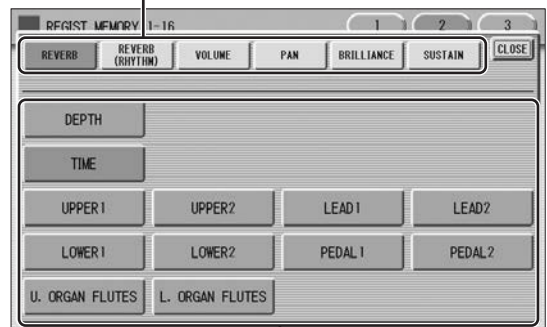 REGIST MEMORY 1-16 1 2 3
REVERB REVERB (RHYTHM) VOLUME PAN BRILLIANCE SUSTAIN CLOSE
DEPTH
TIME
UPPER1 UPPER2 LEAD1 LEAD2
LOWER1 LOWER2 PEDAL1 PEDAL2
U. ORGAN FLUTES L. ORGAN FLUTES